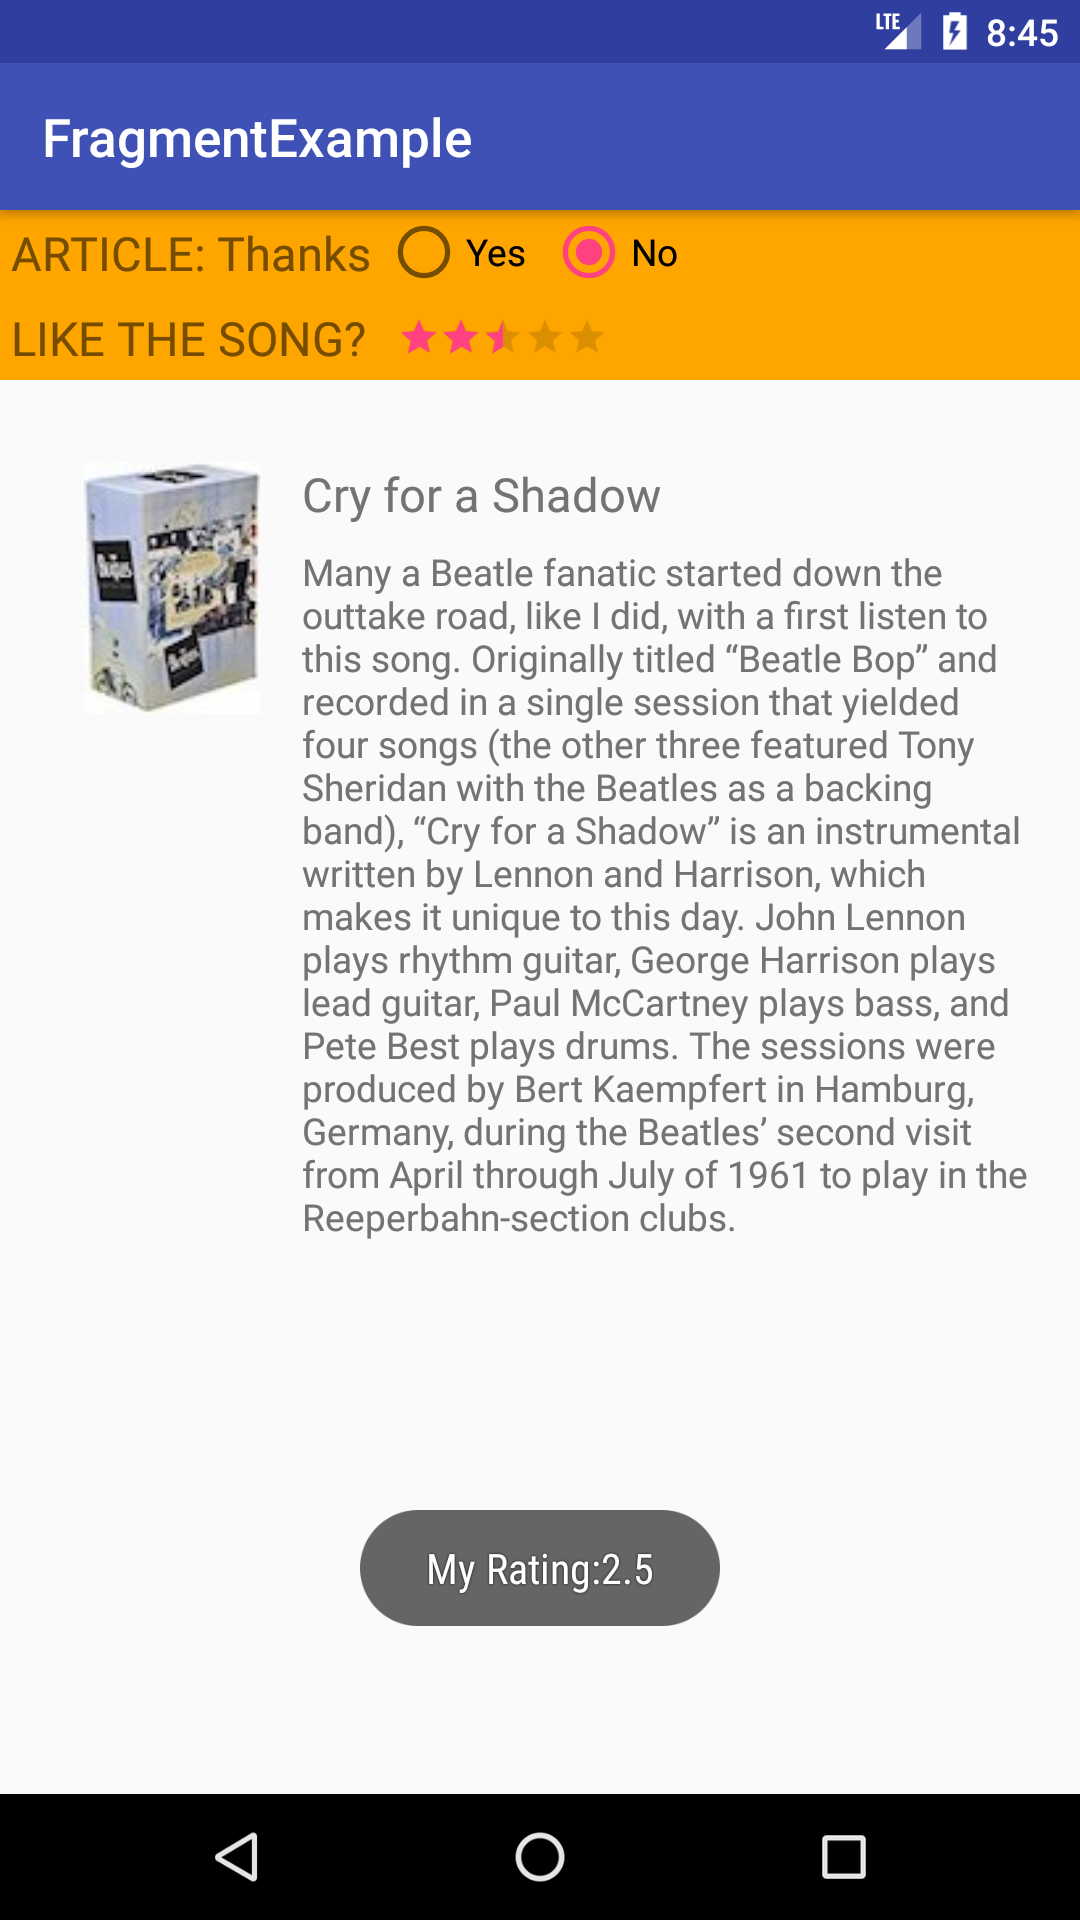 LTE 8:45
FragmentExample
ARTICLE: Thanks Yes No
LIKE THE SONG?
Cry for a Shadow
Many a Beatle fanatic started down the
outtake road, like I did, with a first listen to
this song. Originally titled “Beatle Bop” and
recorded in a single session that yielded
four songs (the other three featured Tony
Sheridan with the Beatles as a backing
band), “Cry for a Shadow” is an instrumental
written by Lennon and Harrison, which
makes it unique to this day. John Lennon
plays rhythm guitar, George Harrison plays
lead guitar, Paul McCartney plays bass, and
Pete Best plays drums. The sessions were
produced by Bert Kaempfert in Hamburg,
Germany, during the Beatles’ second visit
from April through July of 1961 to play in the
Reeperbahn-section clubs.
My Rating:2.5